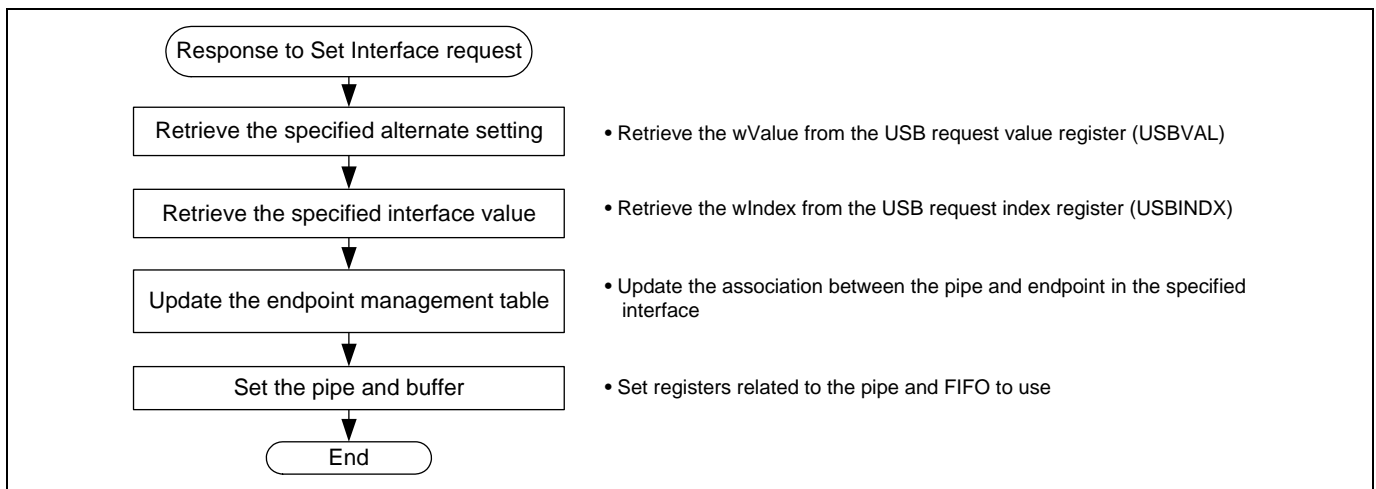 Response to Set Interface request
Retrieve the specified alternate setting
• Retrieve the wValue from the USB request value register (USBVAL)
Retrieve the specified interface value
• Retrieve the wIndex from the USB request index register (USBINDX)
Update the endpoint management table
• Update the association between the pipe and endpoint in the specified
interface
Set the pipe and buffer
• Set registers related to the pipe and FIFO to use
End